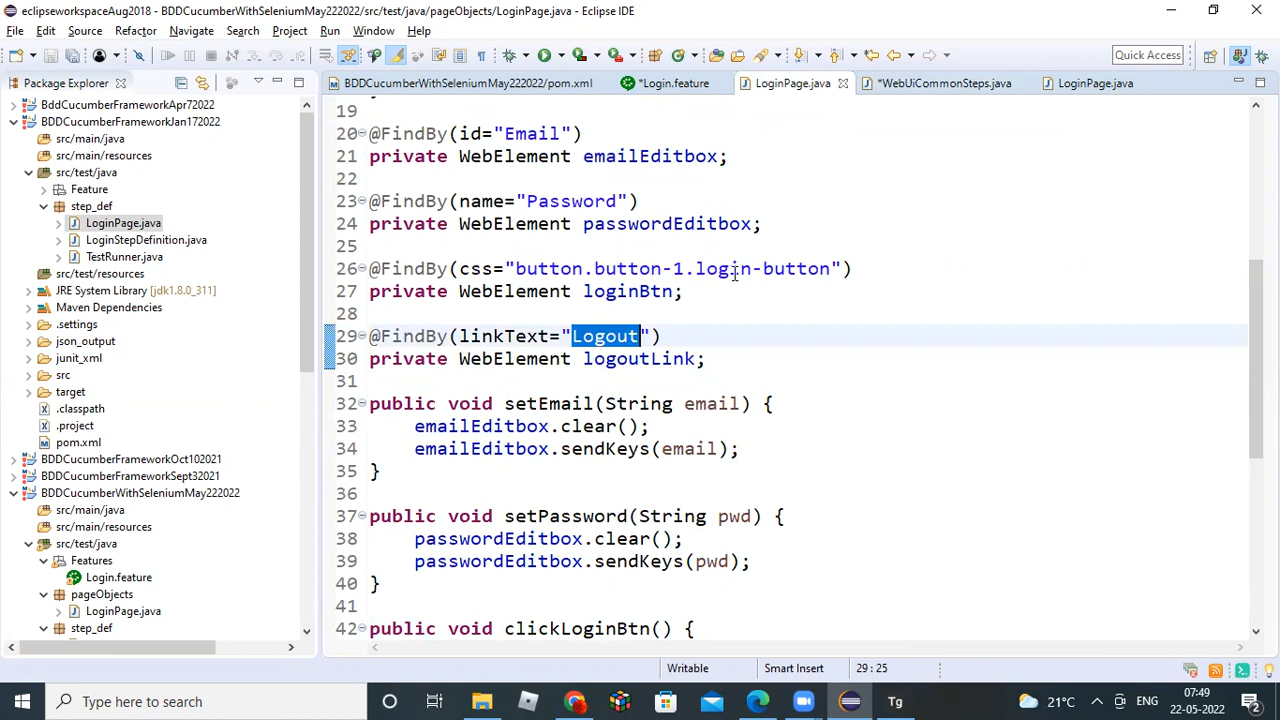 eclipseworkspaceAug2018 - BDDCucumberWithSeleniumMay222022/src/test/java/pageObjects/LoginPage.java - Eclipse IDE
File Edit Source Refactor Navigate Search Project Run Window Help
Quick Access
Package Explorer
BDDCucumberWithSeleniumMay222022/pom.xml
*Login.feature
LoginPage.java
*WebUiCommonSteps.java
LoginPage.java
BddCucumberFrameworkApr72022
BDDCucumberFrameworkJan172022
src/main/java
src/main/resources
src/test/java
Feature
step_def
LoginPage.java
LoginStepDefinition.java
TestRunner.java
src/test/resources
JRE System Library [jdk1.8.0_311]
Maven Dependencies
.settings
json_output
junit_xml
src
target
.classpath
.project
pom.xml
BDDCucumberFrameworkOct102021
BDDCucumberFrameworkSept32021
BDDCucumberWithSeleniumMay222022
src/main/java
src/main/resources
src/test/java
Features
Login.feature
pageObjects
LoginPage.java
step_def
19
20 @FindBy(id="Email")
21 private WebElement emailEditbox;
22
23 @FindBy(name="Password")
24 private WebElement passwordEditbox;
25
26 @FindBy(css="button.button-1.login-button")
27 private WebElement loginBtn;
28
29 @FindBy(linkText="Logout")
30 private WebElement logoutLink;
31
32 public void setEmail(String email) {
33 emailEditbox.clear();
34 emailEditbox.sendKeys(email);
35 }
36
37 public void setPassword(String pwd) {
38 passwordEditbox.clear();
39 passwordEditbox.sendKeys(pwd);
40 }
41
42 public void clickLoginBtn() {
Writable Smart Insert 29 : 25
Type here to search
Tg
21°C
ENG
07:49
22-05-2022
2